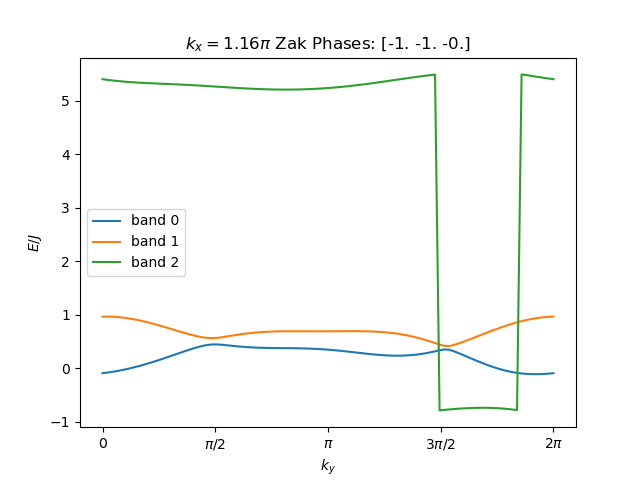 $k_x = 1.16\pi$ Zak Phases: [-1. -1. -0.]
E/J
5
4
3
2
1
0
−1
band 0
band 1
band 2
0
π/2
π
3π/2
2π
$k_y$